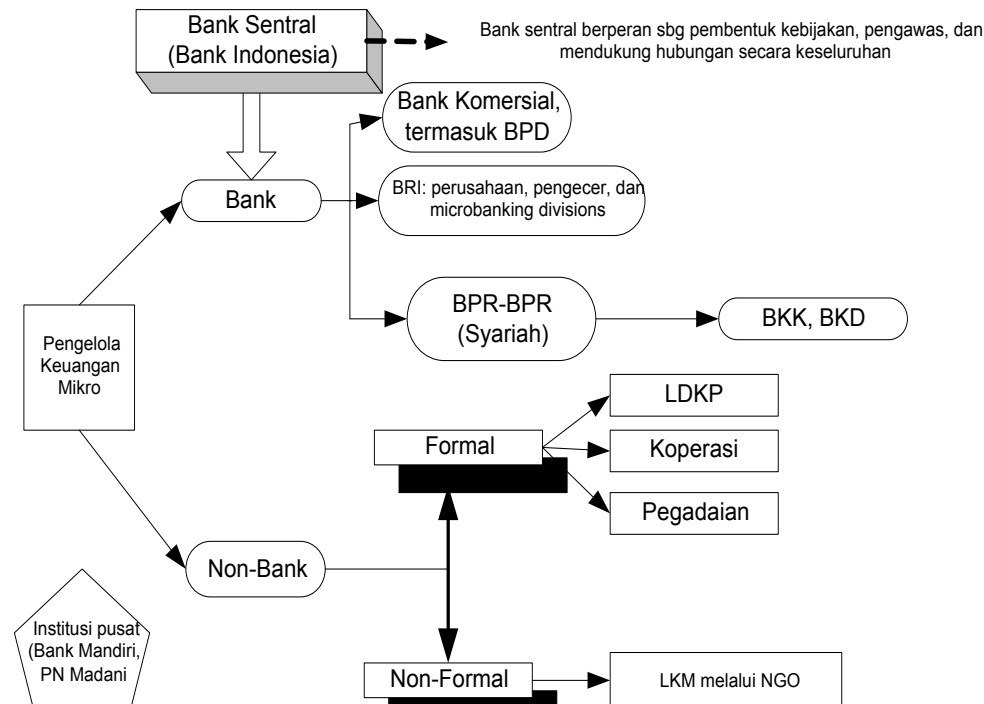 Bank Sentral
(Bank Indonesia)
Bank sentral berperan sbg pembentuk kebijakan, pengawas, dan
mendukung hubungan secara keseluruhan
Bank Komersial,
termasuk BPD
Bank
BRI: perusahaan, pengecer, dan
microbanking divisions
BPR-BPR
(Syariah)
BKK, BKD
Pengelola
Keuangan
Mikro
LDKP
Formal
Koperasi
Pegadaian
Non-Bank
Institusi pusat
(Bank Mandiri,
PN Madani
Non-Formal
LKM melalui NGO